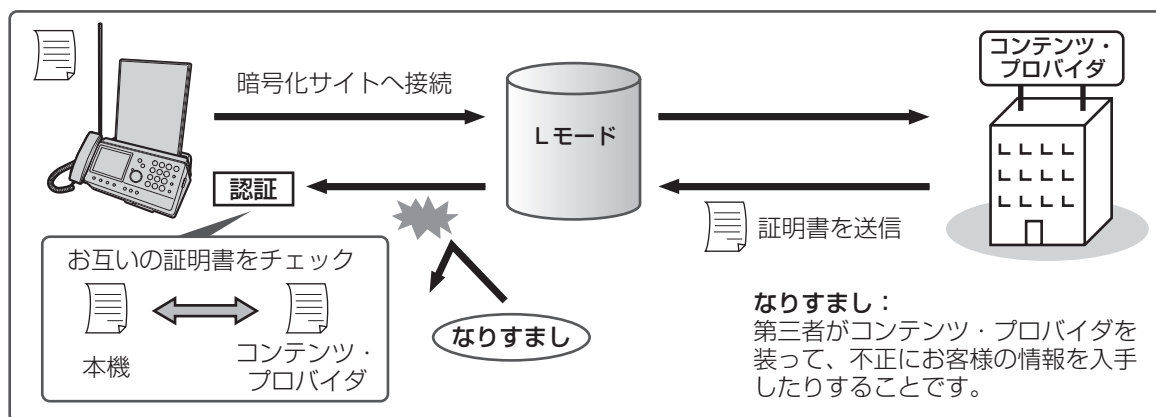 コンテンツ・
プロバイダ
暗号化サイトへ接続
Lモード
認証
証明書を送信
お互いの証明書をチェック
本機
コンテンツ・
プロバイダ
なりすまし
なりすまし：
第三者がコンテンツ・プロバイダを
装って、不正にお客様の情報を入手
したりすることです。